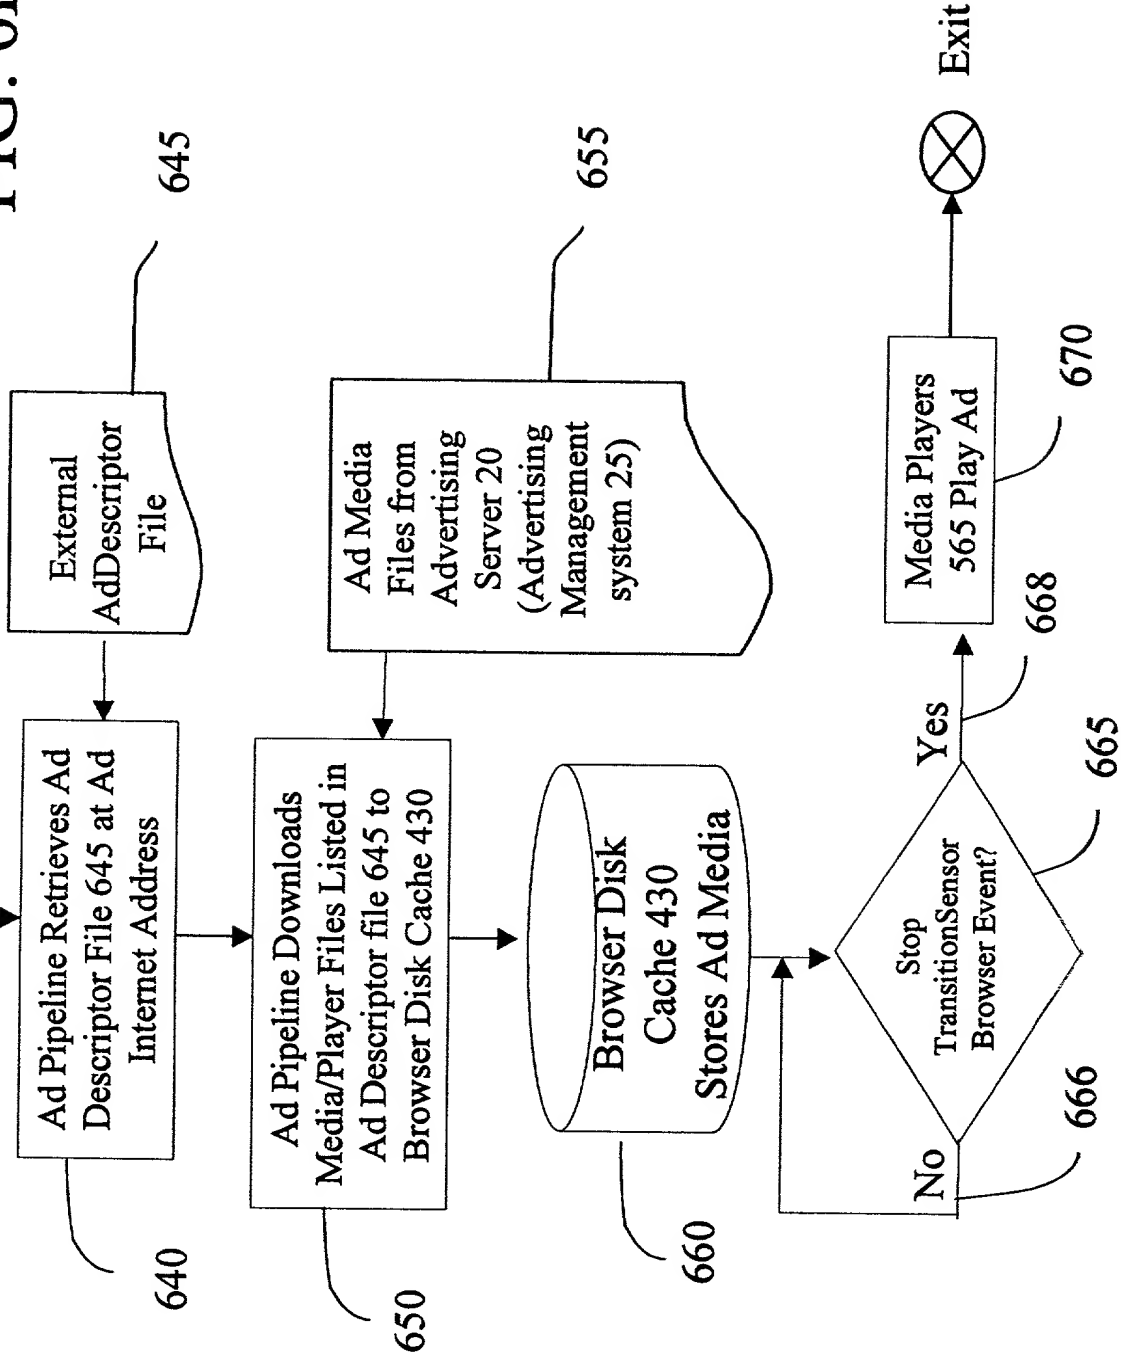 FIG.
External
AdDescriptor
File
645
Ad Pipeline Retrieves Ad
Descriptor File 645 at Ad
Internet Address
640
Ad Media
Files from
Advertising
Server 20
(Advertising
Management
system 25)
655
Ad Pipeline Downloads
Media/Player Files Listed in
Ad Descriptor file 645 to
Browser Disk Cache 430
650
Browser Disk
Cache 430
Stores Ad Media
660
Stop
TransitionSensor
Browser Event?
665
No
666
Yes
668
Media Players
565 Play Ad
670
Exit